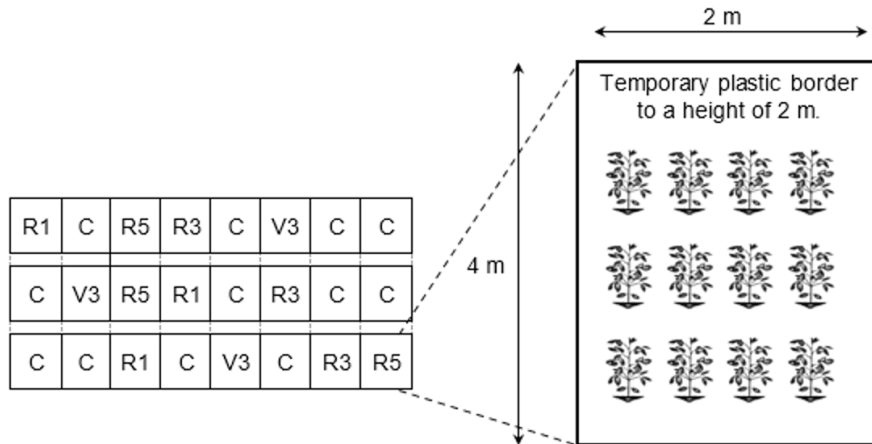 2 m
Temporary plastic border
to a height of 2 m.
4 m
R1 C R5 R3 C V3 C C
C V3 R5 R1 C R3 C C
C C R1 C V3 C R3 R5